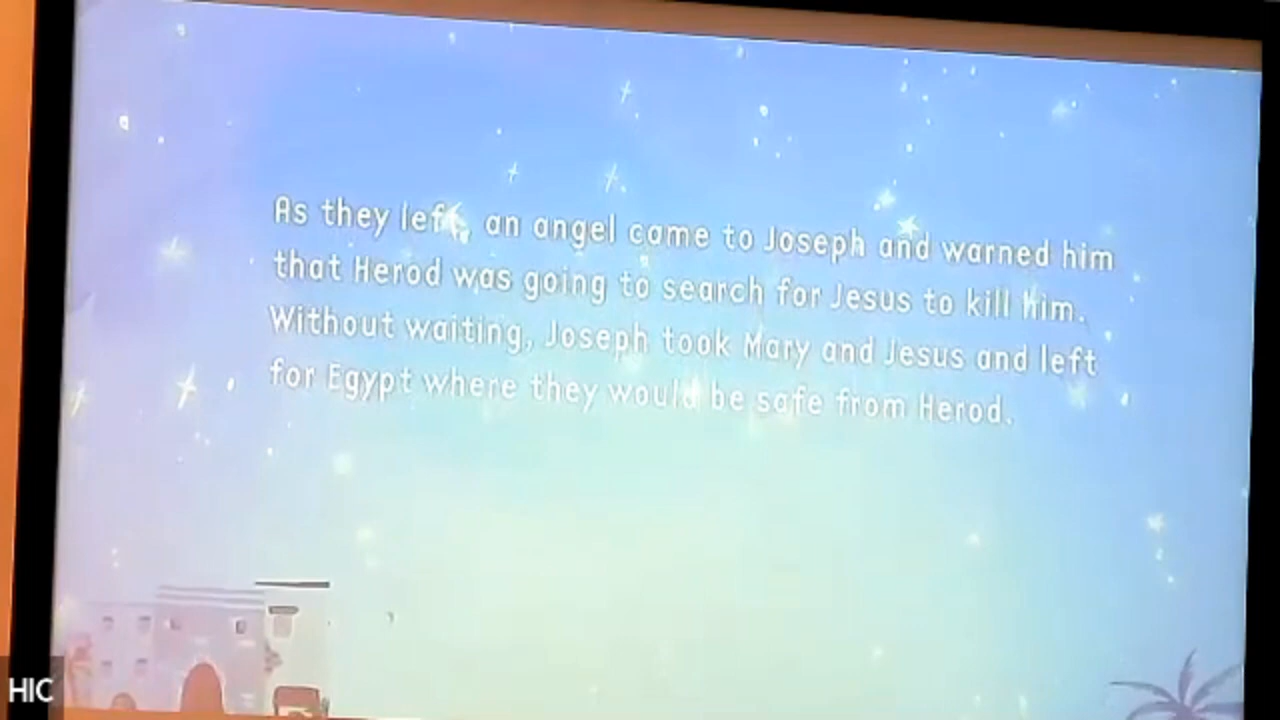 As they left, an angel came to Joseph and warned him
that Herod was going to search for Jesus to kill him.
Without waiting, Joseph took Mary and Jesus and left
for Egypt where they would be safe from Herod.
HIC